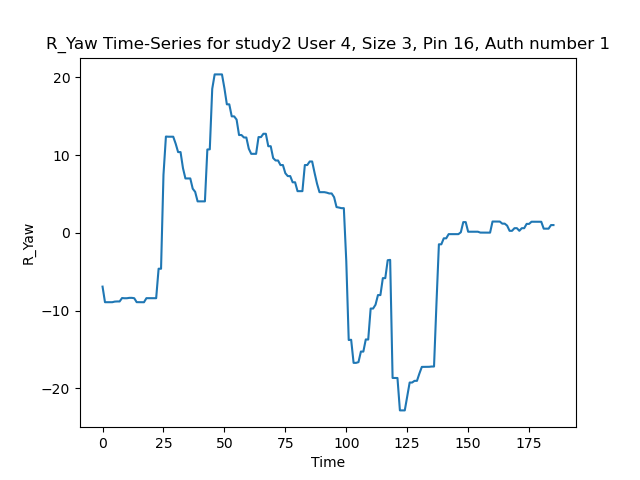 R_Yaw Time-Series for study2 User 4, Size 3, Pin 16, Auth number 1
20
10
0
−10
−20
R_Yaw
0 25 50 75 100 125 150 175
Time